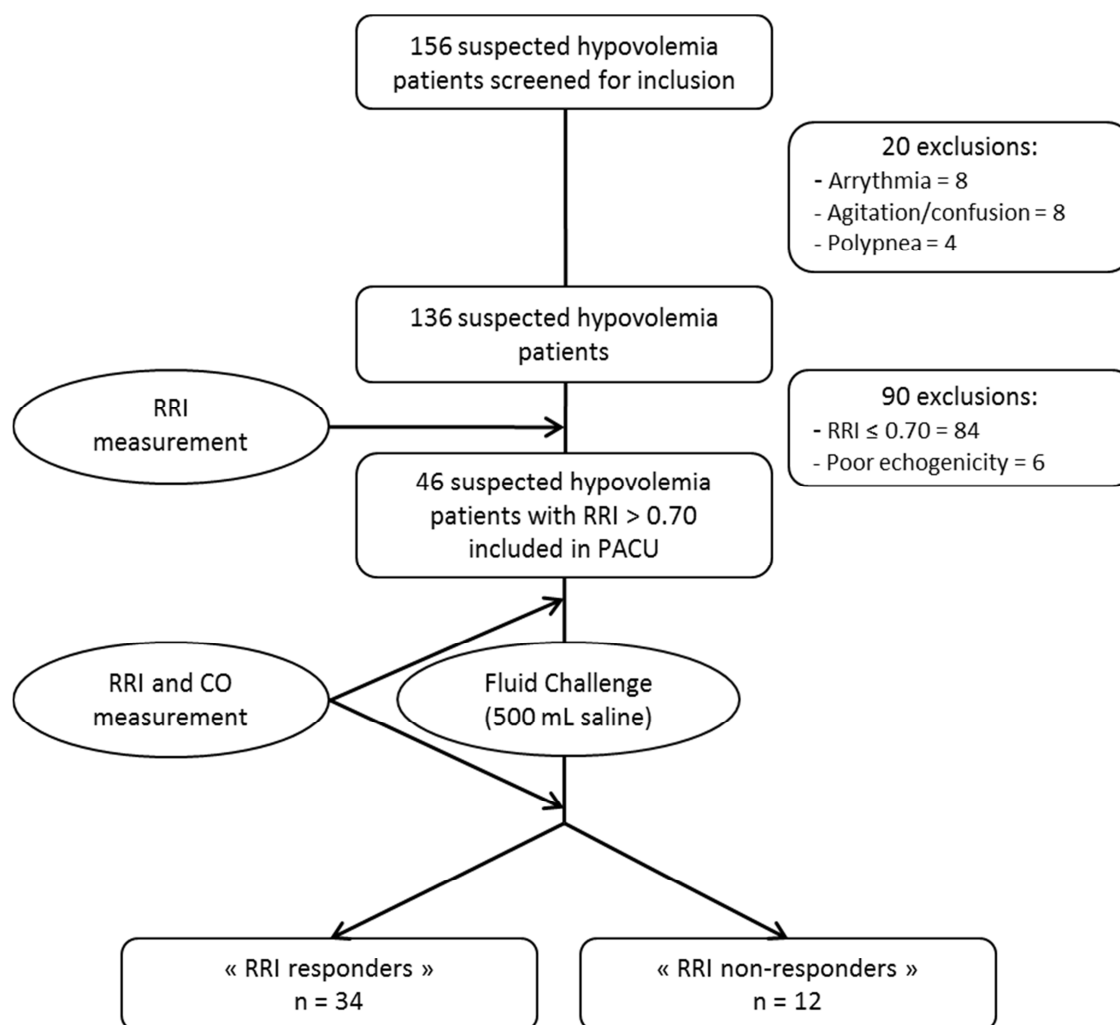 156 suspected hypovolemia
patients screened for inclusion
20 exclusions:
- Arrythmia = 8
- Agitation/confusion = 8
- Polypnea = 4
136 suspected hypovolemia
patients
RRI
measurement
90 exclusions:
- RRI ≤ 0.70 = 84
- Poor echogenicity = 6
46 suspected hypovolemia
patients with RRI > 0.70
included in PACU
RRI and CO
measurement
Fluid Challenge
(500 mL saline)
« RRI responders »
n = 34
« RRI non-responders »
n = 12